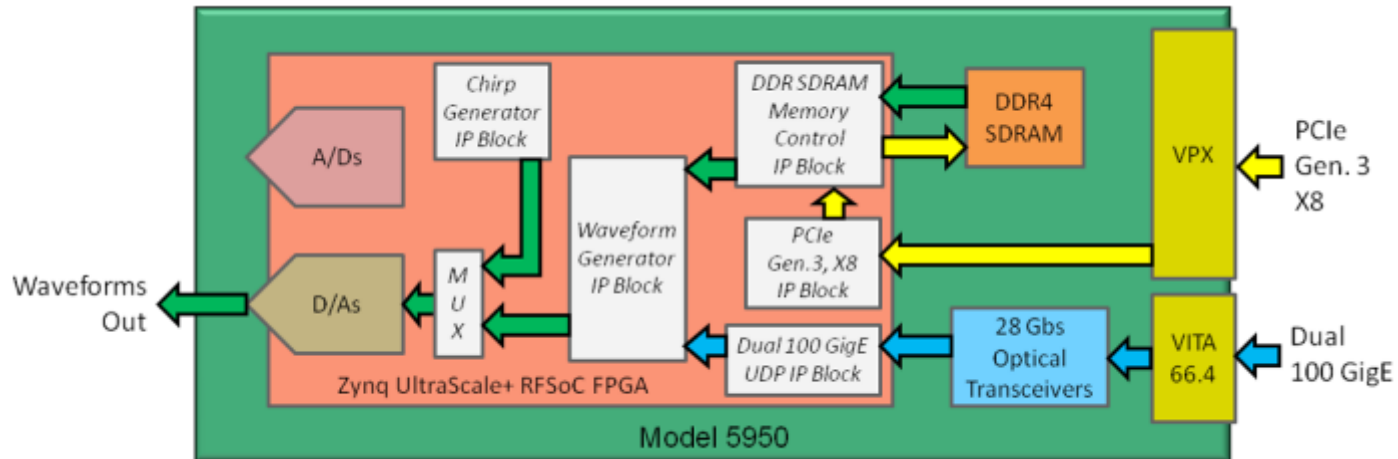 Chirp
Generator
IP Block
DDR SDRAM
Memory
Control
IP Block
DDR4
SDRAM
A/Ds
VPX
PCIe
Gen. 3
X8
Waveform
Generator
IP Block
PCIe
Gen.3, X8
IP Block
Waveforms
Out
D/As
M
U
X
Dual 100 GigE
UDP IP Block
28 Gbs
Optical
Transceivers
VITA
66.4
Dual
100 GigE
Zynq UltraScale+ RFSoC FPGA
Model 5950